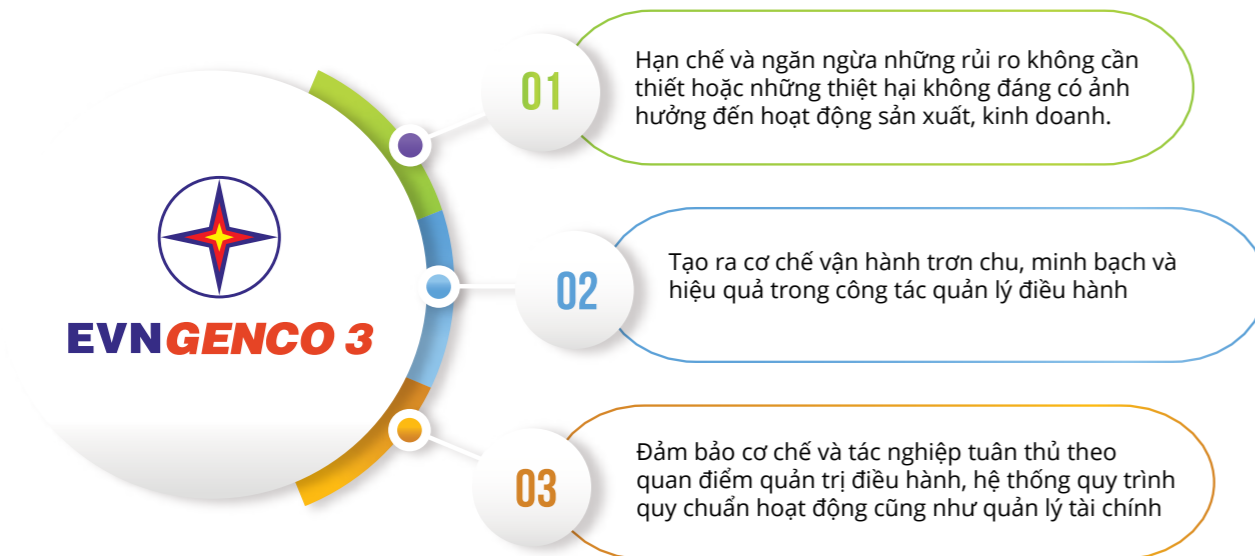 EVNGENCO 3
01
Hạn chế và ngăn ngừa những rủi ro không cần
thiết hoặc những thiệt hại không đáng có ảnh
hưởng đến hoạt động sản xuất, kinh doanh.
02
Tạo ra cơ chế vận hành trơn chu, minh bạch và
hiệu quả trong công tác quản lý điều hành
03
Đảm bảo cơ chế và tác nghiệp tuân thủ theo
quan điểm quản trị điều hành, hệ thống quy trình
quy chuẩn hoạt động cũng như quản lý tài chính